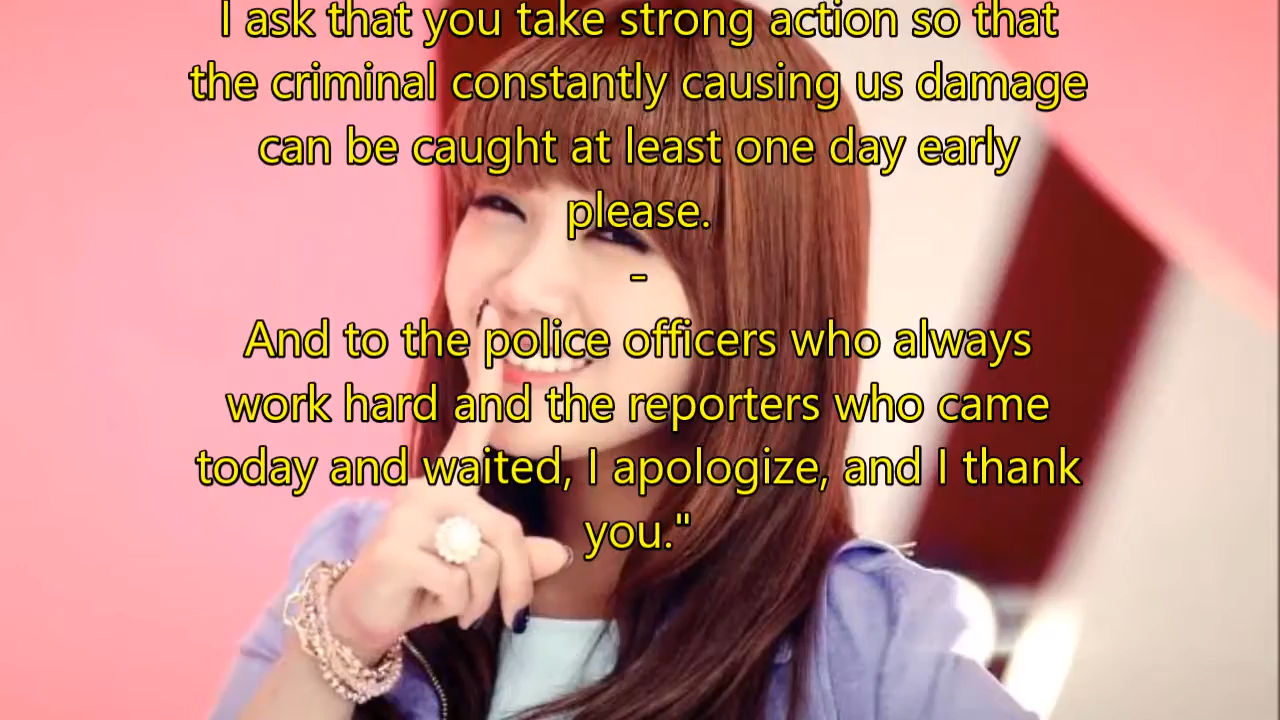 I ask that you take strong action so that
the criminal constantly causing us damage
can be caught at least one day early
please.
-
And to the police officers who always
work hard and the reporters who came
today and waited, I apologize, and I thank
you."